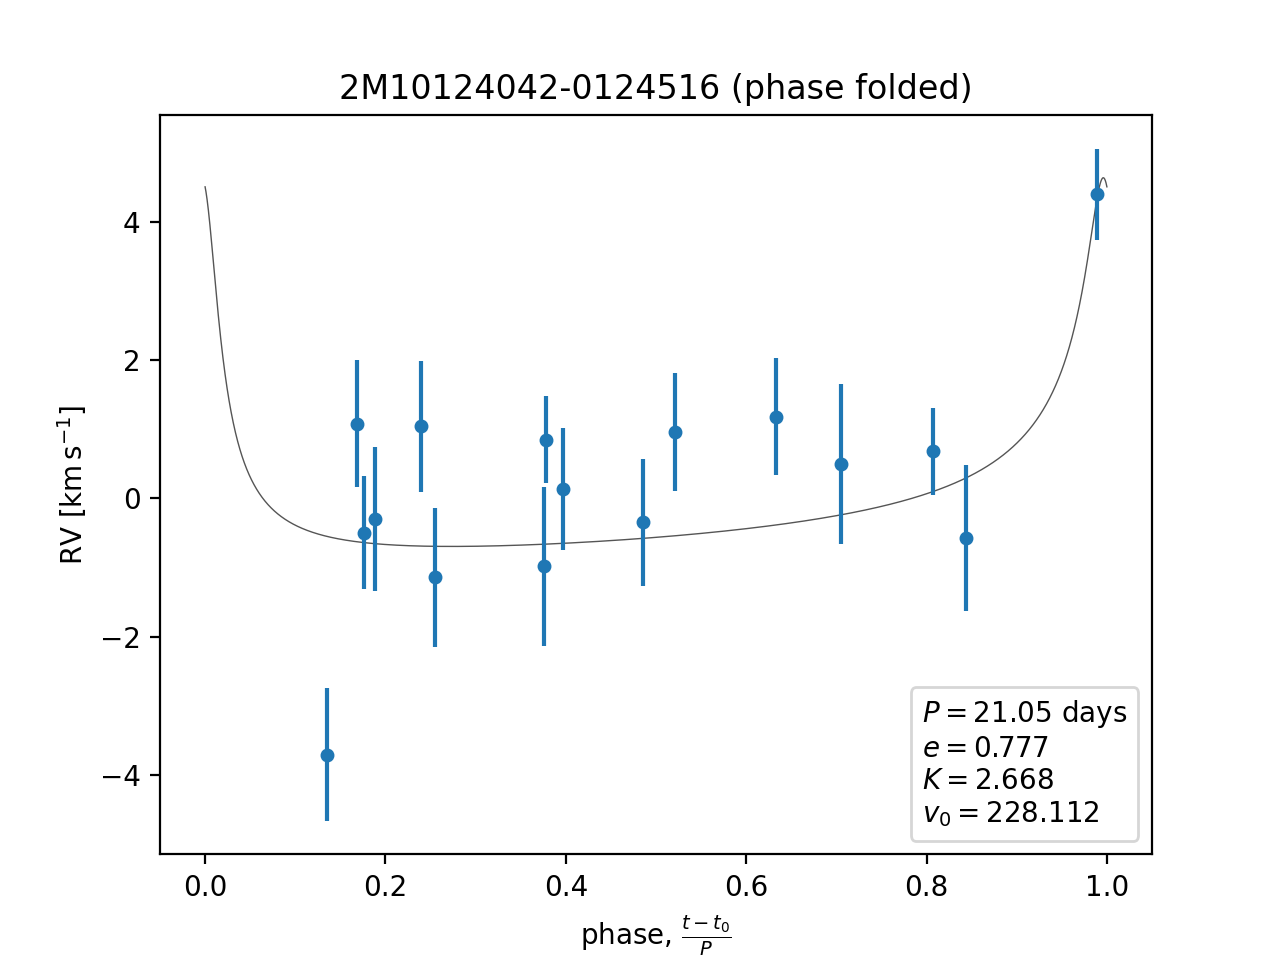 2M10124042-0124516 (phase folded)
RV [km s⁻¹]
4
2
0
−2
−4
P = 21.05 days
e = 0.777
K = 2.668
v₀ = 228.112
0.0 0.2 0.4 0.6 0.8 1.0
phase, (t − t₀)/P